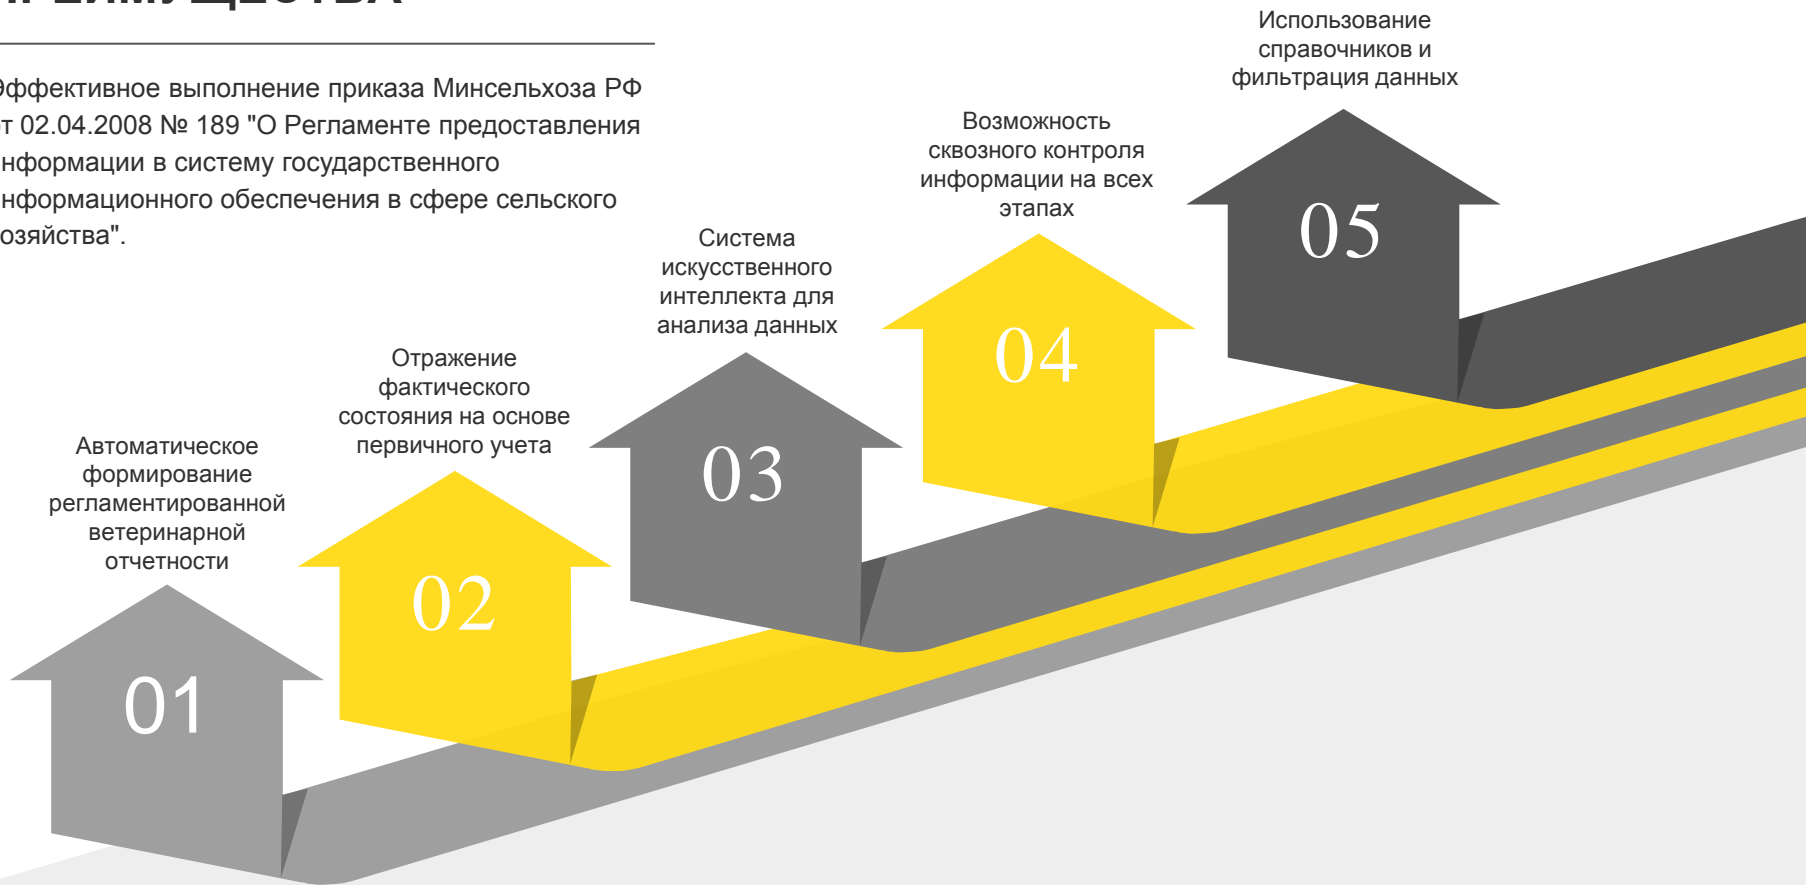 ПРЕИМУЩЕСТВА
Эффективное выполнение приказа Минсельхоза РФ
от 02.04.2008 № 189 "О Регламенте предоставления
нформации в систему государственного
нформационного обеспечения в сфере сельского
озяйства".
Автоматическое
формирование
регламентированной
ветеринарной
отчетности
01
Отражение
фактического
состояния на основе
первичного учета
02
Система
искусственного
интеллекта для
анализа данных
03
Возможность
сквозного контроля
информации на всех
этапах
04
Использование
справочников и
фильтрация данных
05